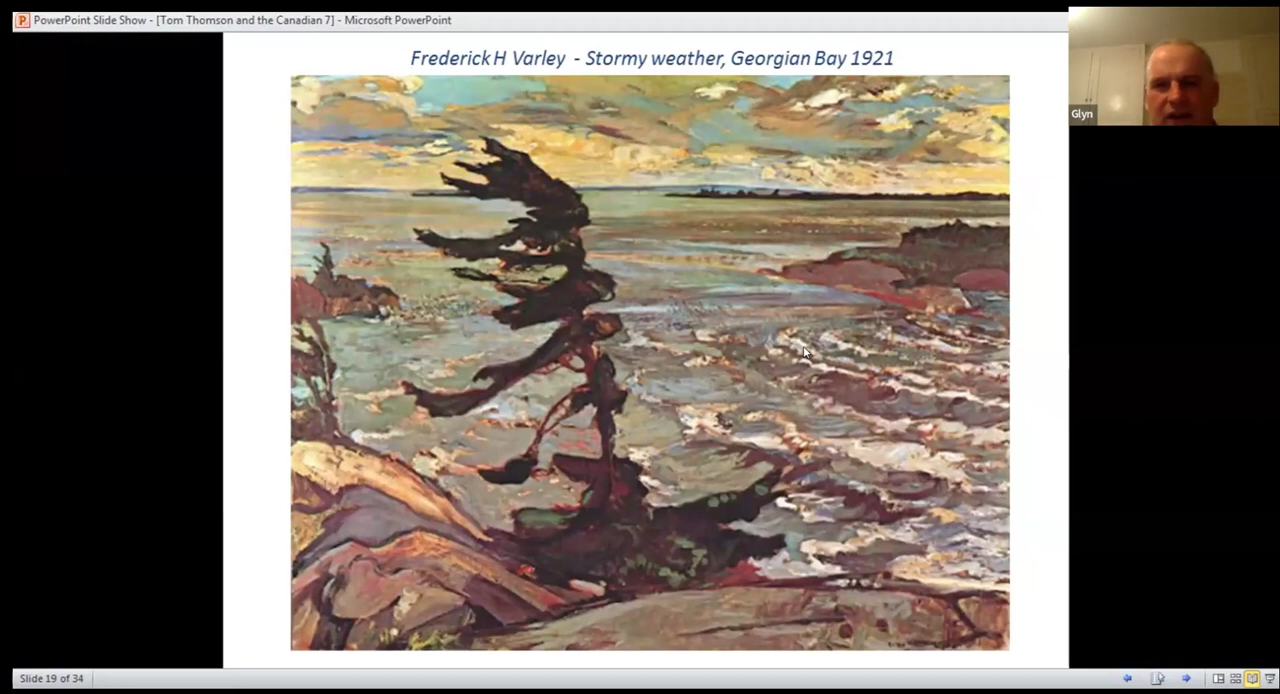 PowerPoint Slide Show - [Tom Thomson and the Canadian 7] - Microsoft PowerPoint
Frederick H Varley - Stormy weather, Georgian Bay 1921
Glyn
Slide 19 of 34